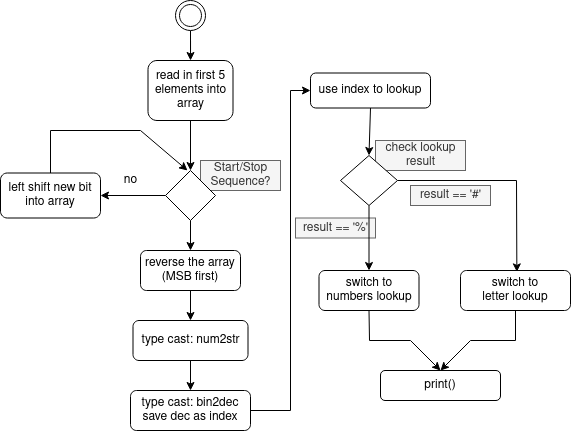 read in first 5
elements into
array
Start/Stop
Sequence?
no
left shift new bit
into array
reverse the array
(MSB first)
type cast: num2str
type cast: bin2dec
save dec as index
use index to lookup
check lookup
result
result == '#'
result == '%'
switch to
numbers lookup
switch to
letter lookup
print()